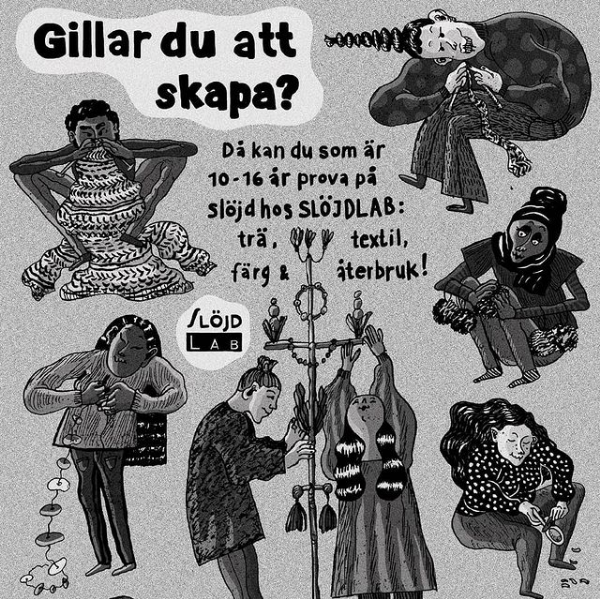 Gillar du att
skapa?
Då kan du som är
10-16 år prova på
slöjd hos SLÖJDLAB:
trä, textil,
färg & återbruk!
SLÖJD
LAB